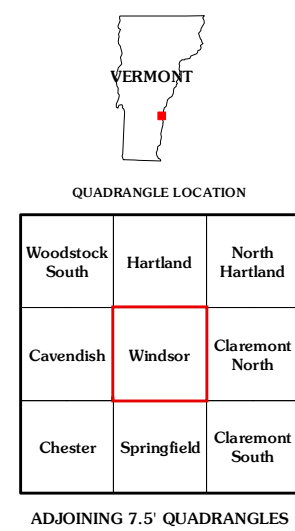 VERMONT
QUADRANGLE LOCATION
Woodstock
South
Hartland
North
Hartland
Cavendish
Windsor
Claremont
North
Chester
Springfield
Claremont
South
ADJOINING 7.5' QUADRANGLES